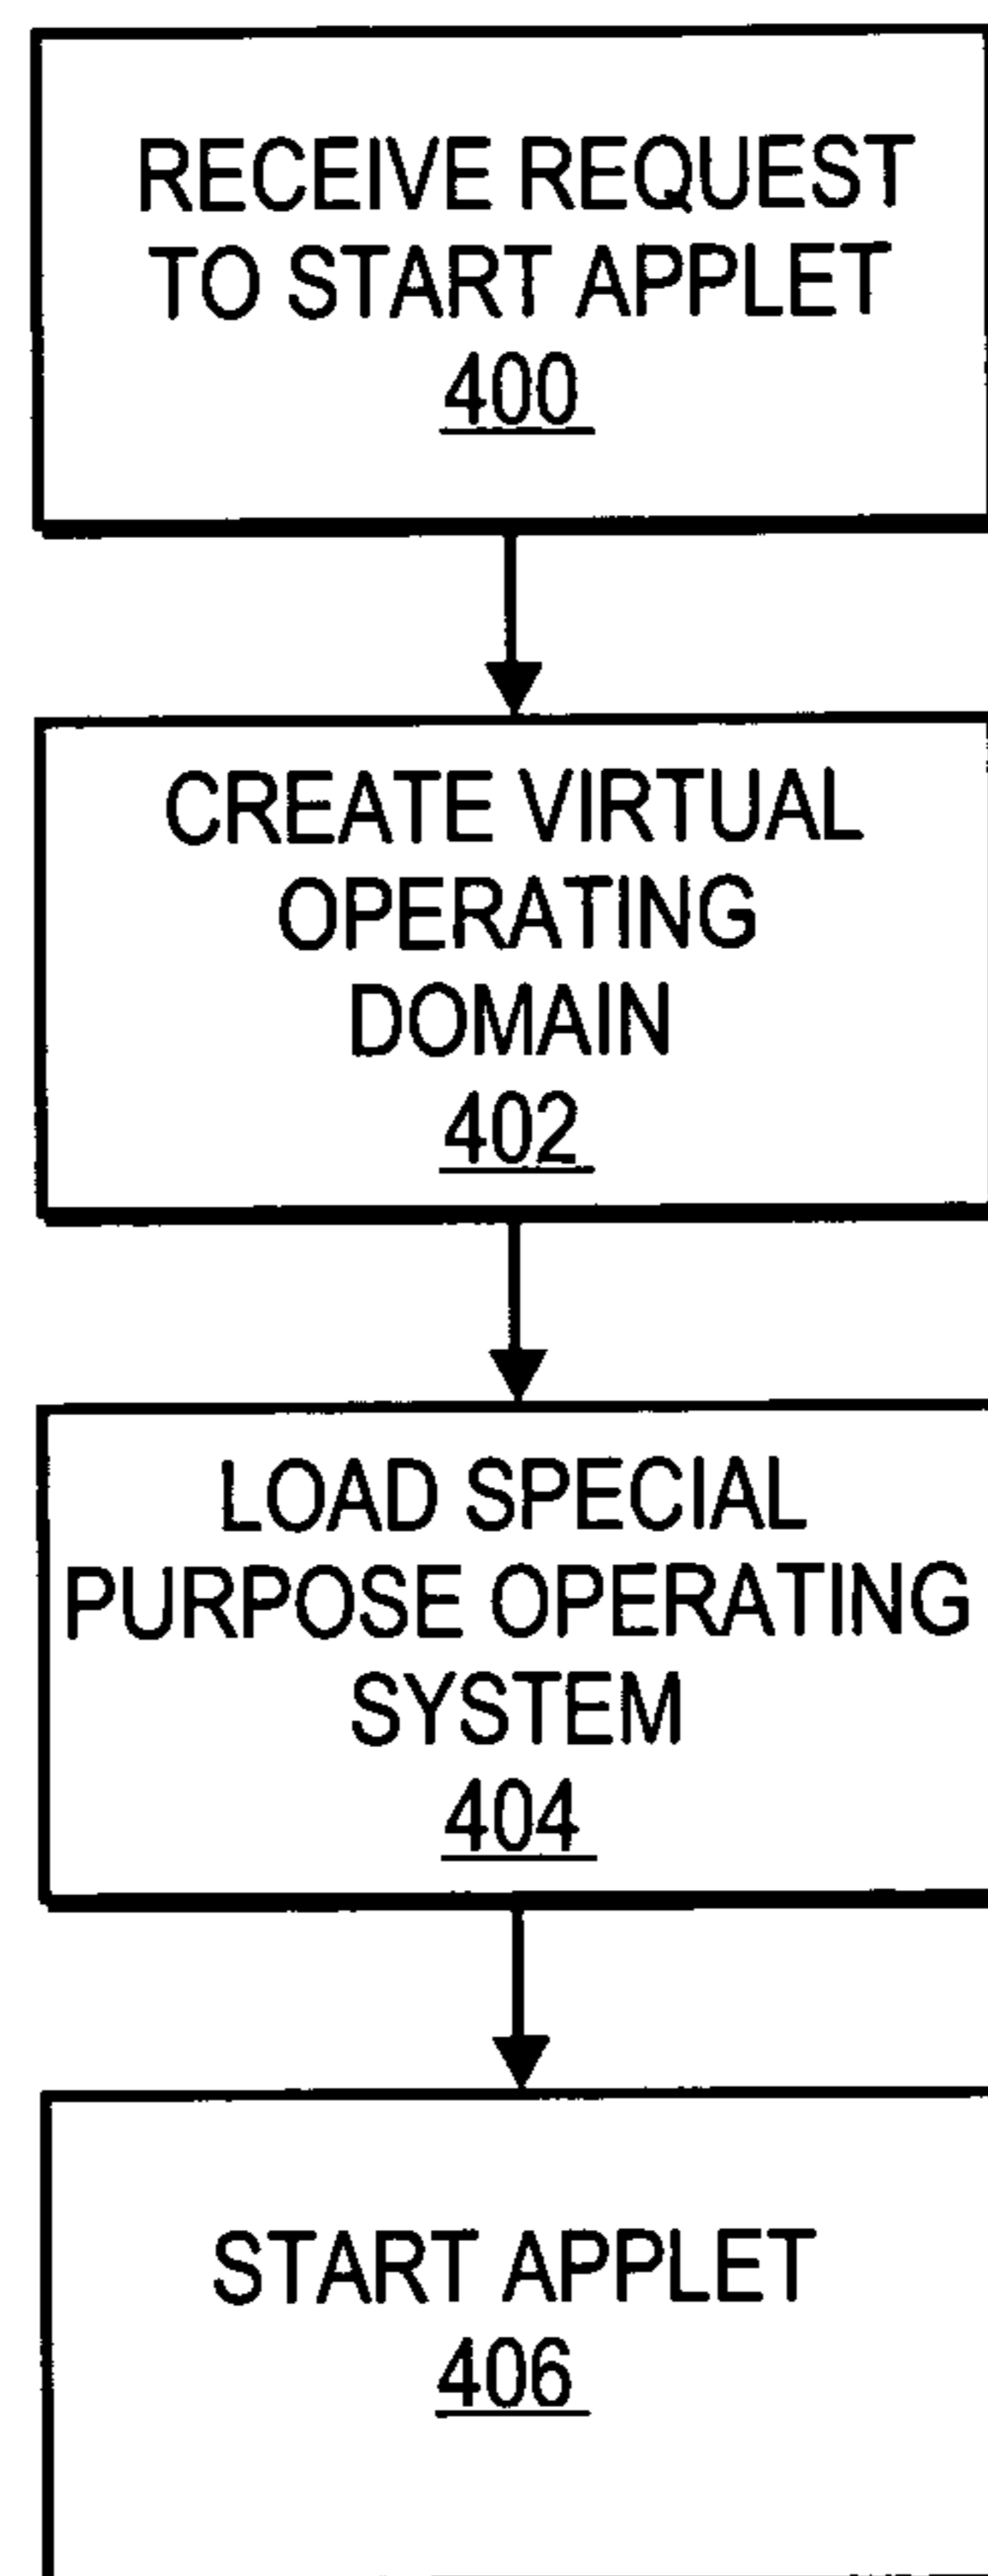 RECEIVE REQUEST
TO START APPLET
400
CREATE VIRTUAL
OPERATING
DOMAIN
402
LOAD SPECIAL
PURPOSE OPERATING
SYSTEM
404
START APPLET
406